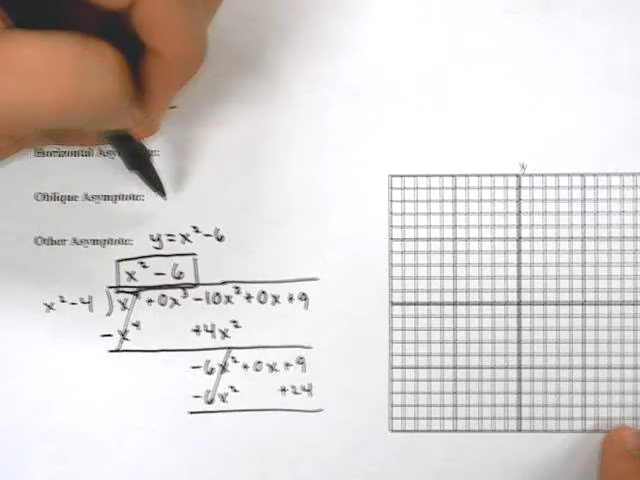 Horizontal Asymptote:
Oblique Asymptote:
Other Asymptote: y = x² - 6
x² - 6
x² - 4 ) x⁴ + 0x³ - 10x² + 0x + 9
- x⁴ + 4x²
- 6x² + 0x + 9
- 6x² + 24
y